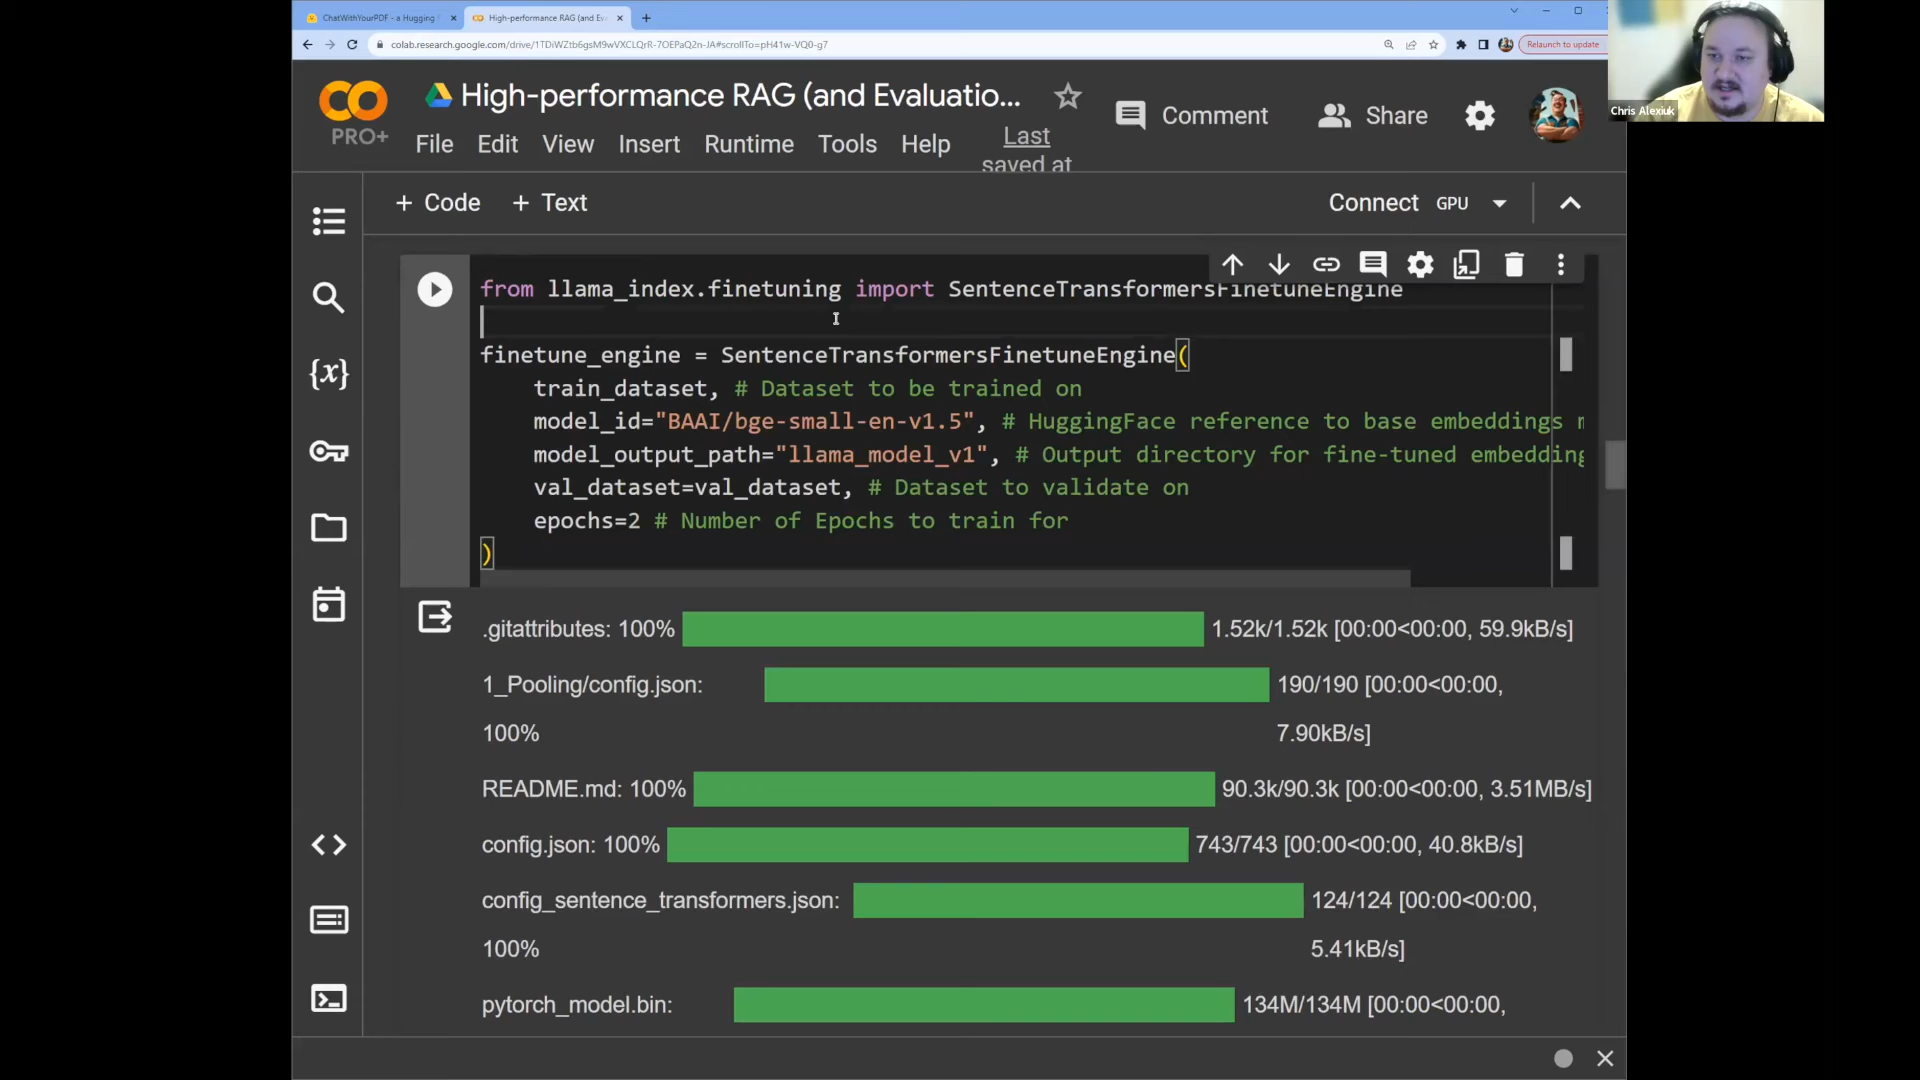 ChatWithYourPDF - a Hugging
High-performance RAG (and Ev
colab.research.google.com/drive/1TDiWZtb6gsM9wVXCLQrR-7OEPaQ2n-JA#scrollTo=pH41w-VQ0-g7
Relaunch to update
Chris Alexiuk
PRO+
High-performance RAG (and Evaluatio...
File Edit View Insert Runtime Tools Help
Last
saved at
Comment
Share
+ Code + Text
Connect GPU
from llama_index.finetuning import SentenceTransformersFinetuneEngine
finetune_engine = SentenceTransformersFinetuneEngine(
train_dataset, # Dataset to be trained on
model_id="BAAI/bge-small-en-v1.5", # HuggingFace reference to base embeddings
model_output_path="llama_model_v1", # Output directory for fine-tuned embedding
val_dataset=val_dataset, # Dataset to validate on
epochs=2 # Number of Epochs to train for
)
.gitattributes: 100% 1.52k/1.52k [00:00<00:00, 59.9kB/s]
1_Pooling/config.json: 190/190 [00:00<00:00,
100% 7.90kB/s]
README.md: 100% 90.3k/90.3k [00:00<00:00, 3.51MB/s]
config.json: 100% 743/743 [00:00<00:00, 40.8kB/s]
config_sentence_transformers.json: 124/124 [00:00<00:00,
100% 5.41kB/s]
pytorch_model.bin: 134M/134M [00:00<00:00,